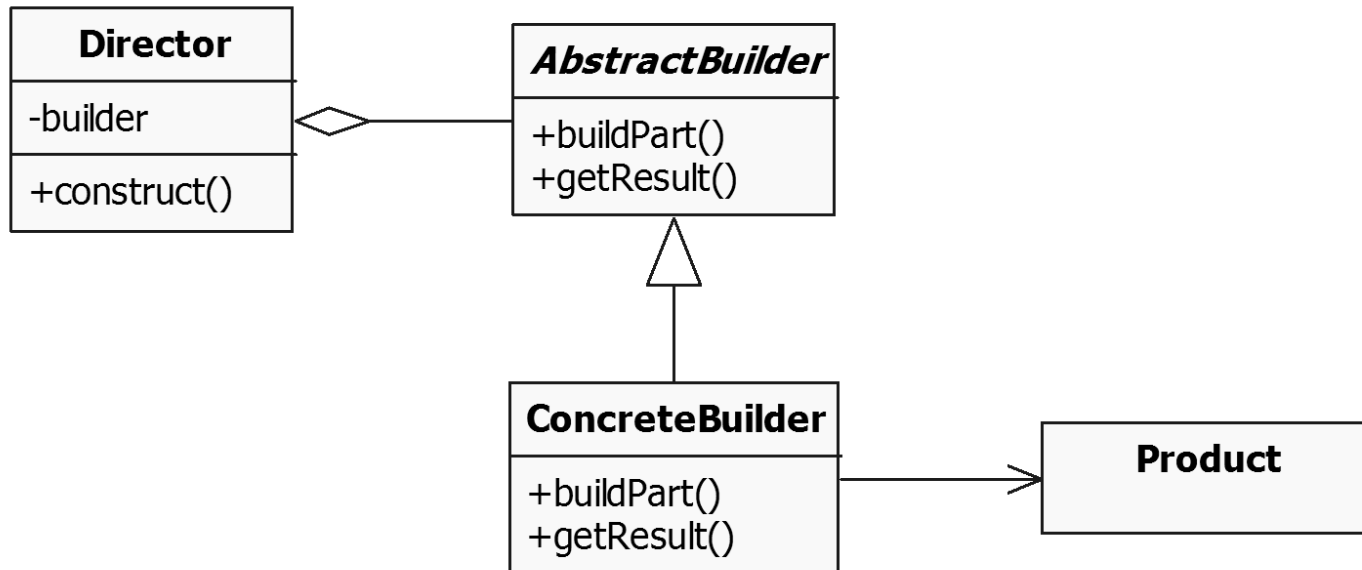 Director
-builder
+construct()
AbstractBuilder
+buildPart()
+getResult()
ConcreteBuilder
+buildPart()
+getResult()
Product